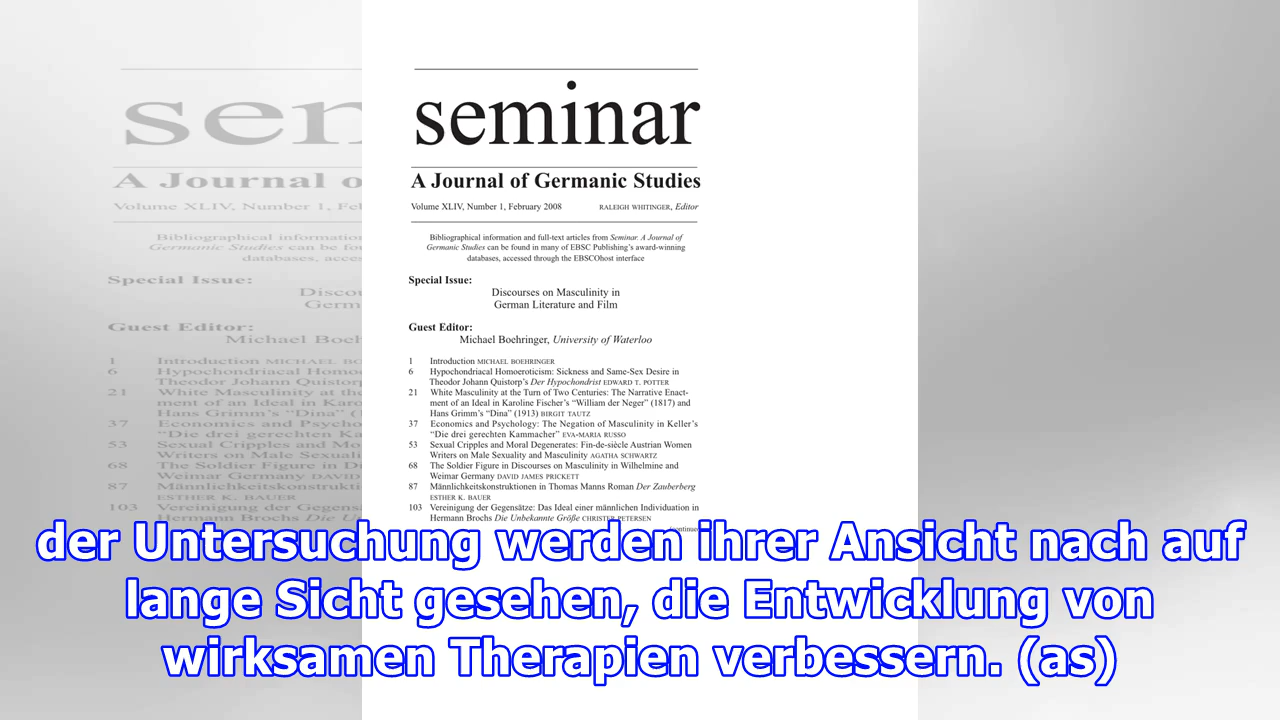 seminar
A Journal of Germanic Studies
Volume XLIV, Number 1, February 2008 RALEIGH WHITINGER, Editor
Bibliographical information and full-text articles from Seminar. A Journal of
Germanic Studies can be found in many of EBSC Publishing's award-winning
databases, accessed through the EBSCOhost interface
Special Issue:
Discourses on Masculinity in
German Literature and Film
Guest Editor:
Michael Boehringer, University of Waterloo
1 Introduction MICHAEL BOEHRINGER
6 Hypochondriacal Homoeroticism: Sickness and Same-Sex Desire in
Theodor Johann Quistorp's Der Hypochondrist EDWARD T. POTTER
21 White Masculinity at the Turn of Two Centuries: The Narrative Enact-
ment of an Ideal in Karoline Fischer's “William der Neger” (1817) and
Hans Grimm's “Dina” (1913) BIRGIT TAUTZ
37 Economics and Psychology: The Negation of Masculinity in Keller's
“Die drei gerechten Kammacher” EVA-MARIA RUSSO
53 Sexual Cripples and Moral Degenerates: Fin-de-siècle Austrian Women
Writers on Male Sexuality and Masculinity AGATHA SCHWARTZ
68 The Soldier Figure in Discourses on Masculinity in Wilhelmine and
Weimar Germany DAVID JAMES PRICKETT
87 Männlichkeitskonstruktionen in Thomas Manns Roman Der Zauberberg
ESTHER K. BAUER
103 Vereinigung der Gegensätze: Das Ideal einer männlichen Individuation in
Hermann Brochs Die Unbekannte Größe CHRISTER PETERSEN
der Untersuchung werden ihrer Ansicht nach auf
lange Sicht gesehen, die Entwicklung von
wirksamen Therapien verbessern. (as)